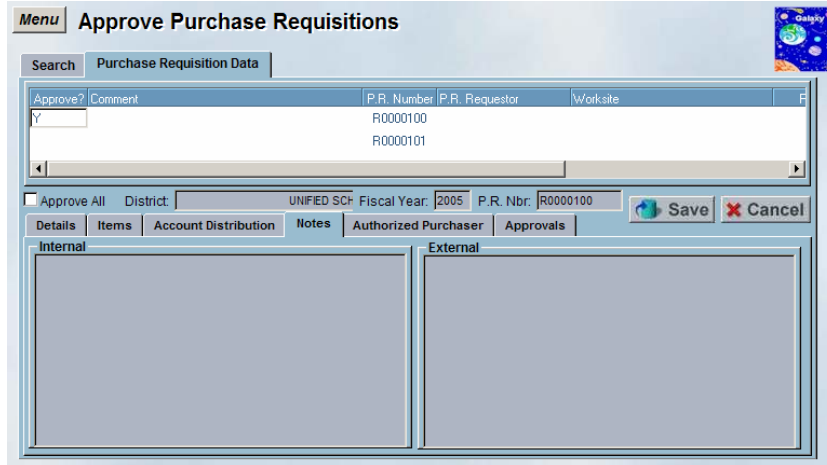 Menu Approve Purchase Requisitions
Galaxy
Search Purchase Requisition Data
Approve? Comment P.R. Number P.R. Requestor Worksite F
Y R0000100
R0000101
Approve All District: UNIFIED SCH Fiscal Year: 2005 P.R. Nbr: R0000100 Save Cancel
Details Items Account Distribution Notes Authorized Purchaser Approvals
Internal External